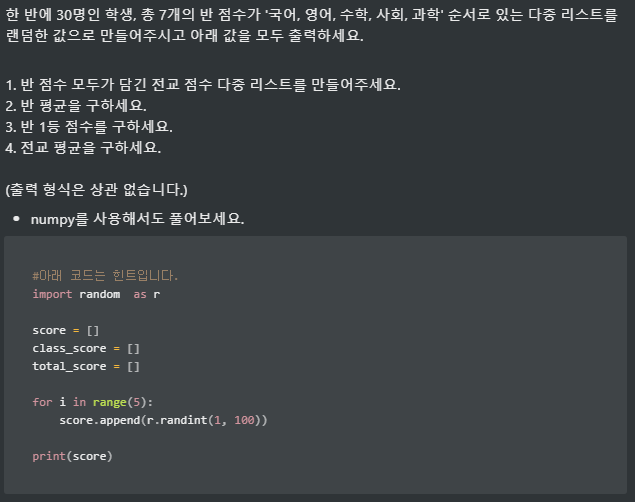 한 반에 30명인 학생, 총 7개의 반 점수가 '국어, 영어, 수학, 사회, 과학' 순서로 있는 다중 리스트를
랜덤한 값으로 만들어주시고 아래 값을 모두 출력하세요.
1. 반 점수 모두가 담긴 전교 점수 다중 리스트를 만들어주세요.
2. 반 평균을 구하세요.
3. 반 1등 점수를 구하세요.
4. 전교 평균을 구하세요.
(출력 형식은 상관 없습니다.)
• numpy를 사용해서도 풀어보세요.
#아래 코드는 힌트입니다.
import random  as r
score = []
class_score = []
total_score = []
for i in range(5):
    score.append(r.randint(1, 100))
print(score)